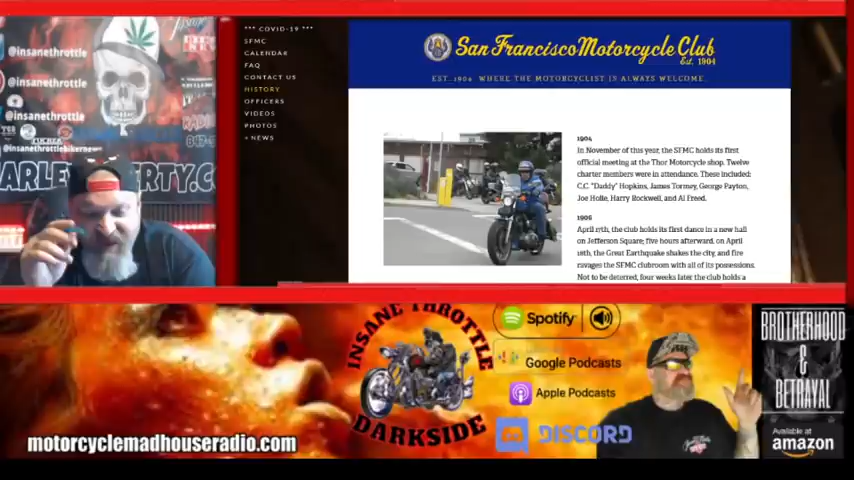 @insanethrottle
@insanethrottle
@insanethrottle
@insanethrottlebikerne
HARLEY
ERTY.C
*** COVID-19 ***
SFMC
CALENDAR
FAQ
CONTACT US
HISTORY
OFFICERS
VIDEOS
PHOTOS
+ NEWS
San Francisco Motorcycle Club
Est. 1904
EST. 1904 WHERE THE MOTORCYCLIST IS ALWAYS WELCOME.
1904
In November of this year, the SFMC holds its first
official meeting at the Thor Motorcycle shop. Twelve
charter members were in attendance. These included:
C.C. "Daddy" Hopkins, James Tormey, George Payton,
Joe Holle, Harry Rockwell, and Al Freed.
1906
April 17th, the club holds its first dance in a new hall
on Jefferson Square; five hours afterward, on April
18th, the Great Earthquake shakes the city, and fire
ravages the SFMC clubroom with all of its possessions.
Not to be deterred, four weeks later the club holds a
INSANE THROTTLE
DARKSIDE
Spotify
Google Podcasts
Apple Podcasts
DISCORD
BROTHERHOOD
&
BETRAYAL
Available at
amazon
motorcyclemadhouseradio.com